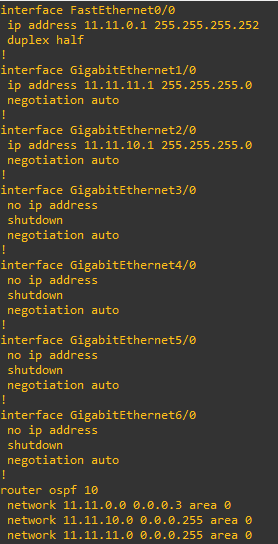 interface FastEthernet0/0
ip address 11.11.0.1 255.255.255.252
duplex half
!
interface GigabitEthernet1/0
ip address 11.11.11.1 255.255.255.0
negotiation auto
!
interface GigabitEthernet2/0
ip address 11.11.10.1 255.255.255.0
negotiation auto
!
interface GigabitEthernet3/0
no ip address
shutdown
negotiation auto
!
interface GigabitEthernet4/0
no ip address
shutdown
negotiation auto
!
interface GigabitEthernet5/0
no ip address
shutdown
negotiation auto
!
interface GigabitEthernet6/0
no ip address
shutdown
negotiation auto
!
router ospf 10
network 11.11.0.0 0.0.0.3 area 0
network 11.11.10.0 0.0.0.255 area 0
network 11.11.11.0 0.0.0.255 area 0